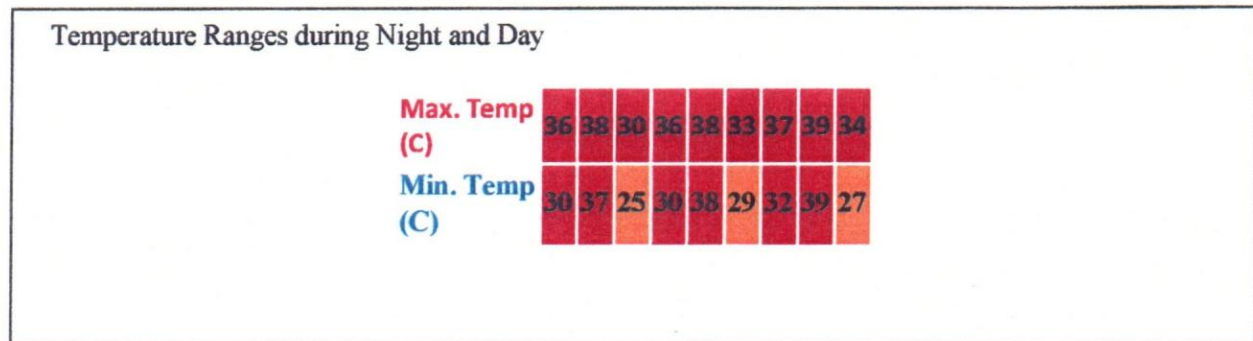 Temperature Ranges during Night and Day
Max. Temp
(C)
36 38 30 36 38 33 37 39 34
Min. Temp
(C)
30 37 25 30 38 29 32 39 27